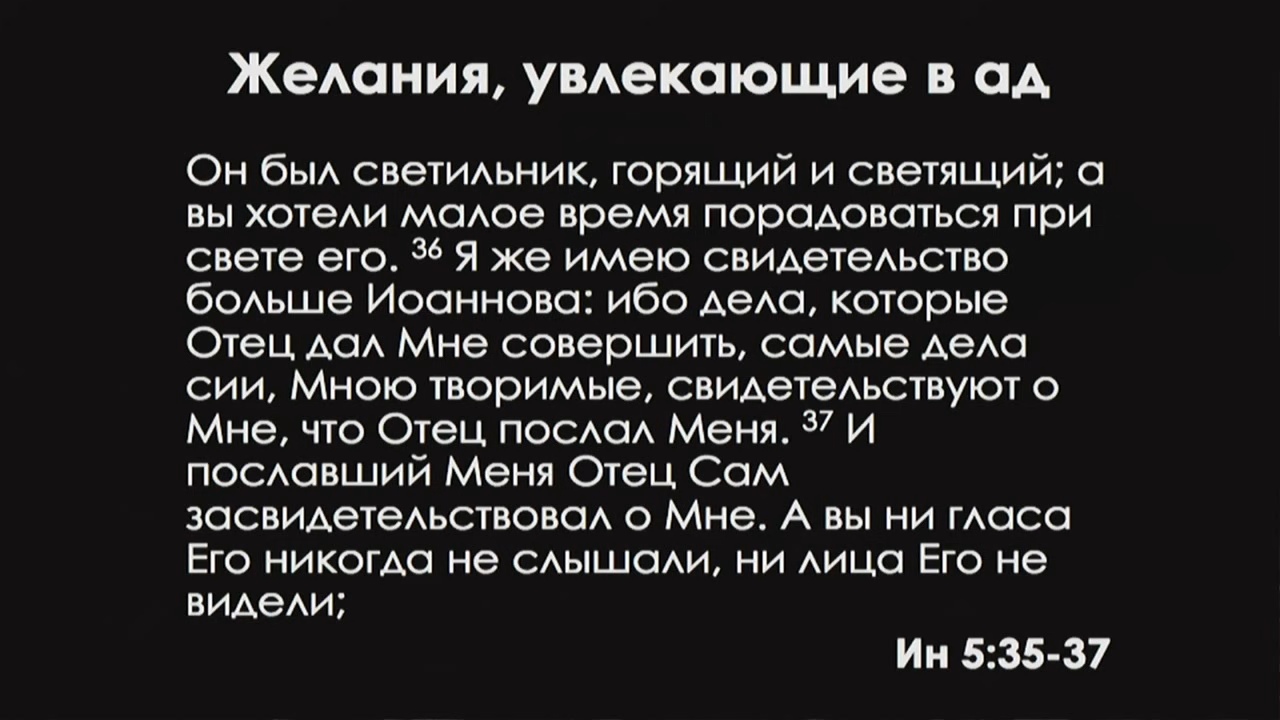 Желания, увлекающие в ад
Он был светильник, горящий и светящий; а
вы хотели малое время порадоваться при
свете его. 36 Я же имею свидетельство
больше Иоаннова: ибо дела, которые
Отец дал Мне совершить, самые дела
сии, Мною творимые, свидетельствуют о
Мне, что Отец послал Меня. 37 И
пославший Меня Отец Сам
засвидетельствовал о Мне. А вы ни гласа
Его никогда не слышали, ни лица Его не
видели;
Ин 5:35-37